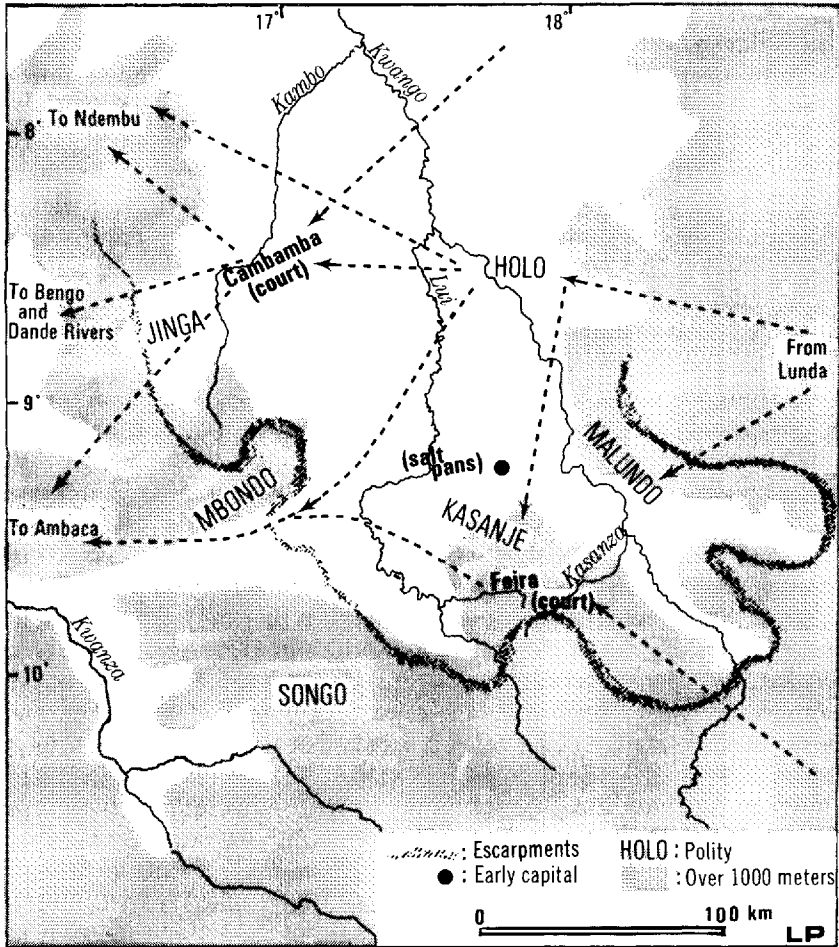 17°
18°
Kambo
Kwango
8°
To Ndembu
Cambamba
(court)
HOLO
Lui
To Bengo
and
Dande Rivers
JINGA
From
Lunda
9°
(salt
pans)
MALUNDO
MBONDO
KASANJE
To Ambaca
Kasanza
Feira
(court)
Kwanza
10°
SONGO
: Escarpments
HOLO : Polity
: Early capital
: Over 1000 meters
0
100 km
LP